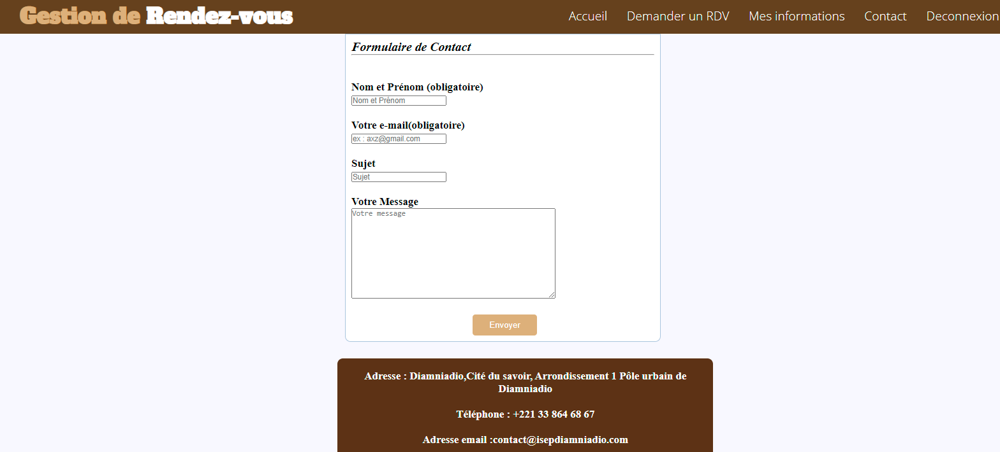 Gestion de Rendez-vous
Accueil Demander un RDV Mes informations Contact Deconnexion
Formulaire de Contact
Nom et Prénom (obligatoire)
Nom et Prénom
Votre e-mail(obligatoire)
ex : axz@gmail.com
Sujet
Sujet
Votre Message
Votre message
Envoyer
Adresse : Diamniadio,Cité du savoir, Arrondissement 1 Pôle urbain de
Diamniadio
Téléphone : +221 33 864 68 67
Adresse email :contact@isepdiamniadio.com